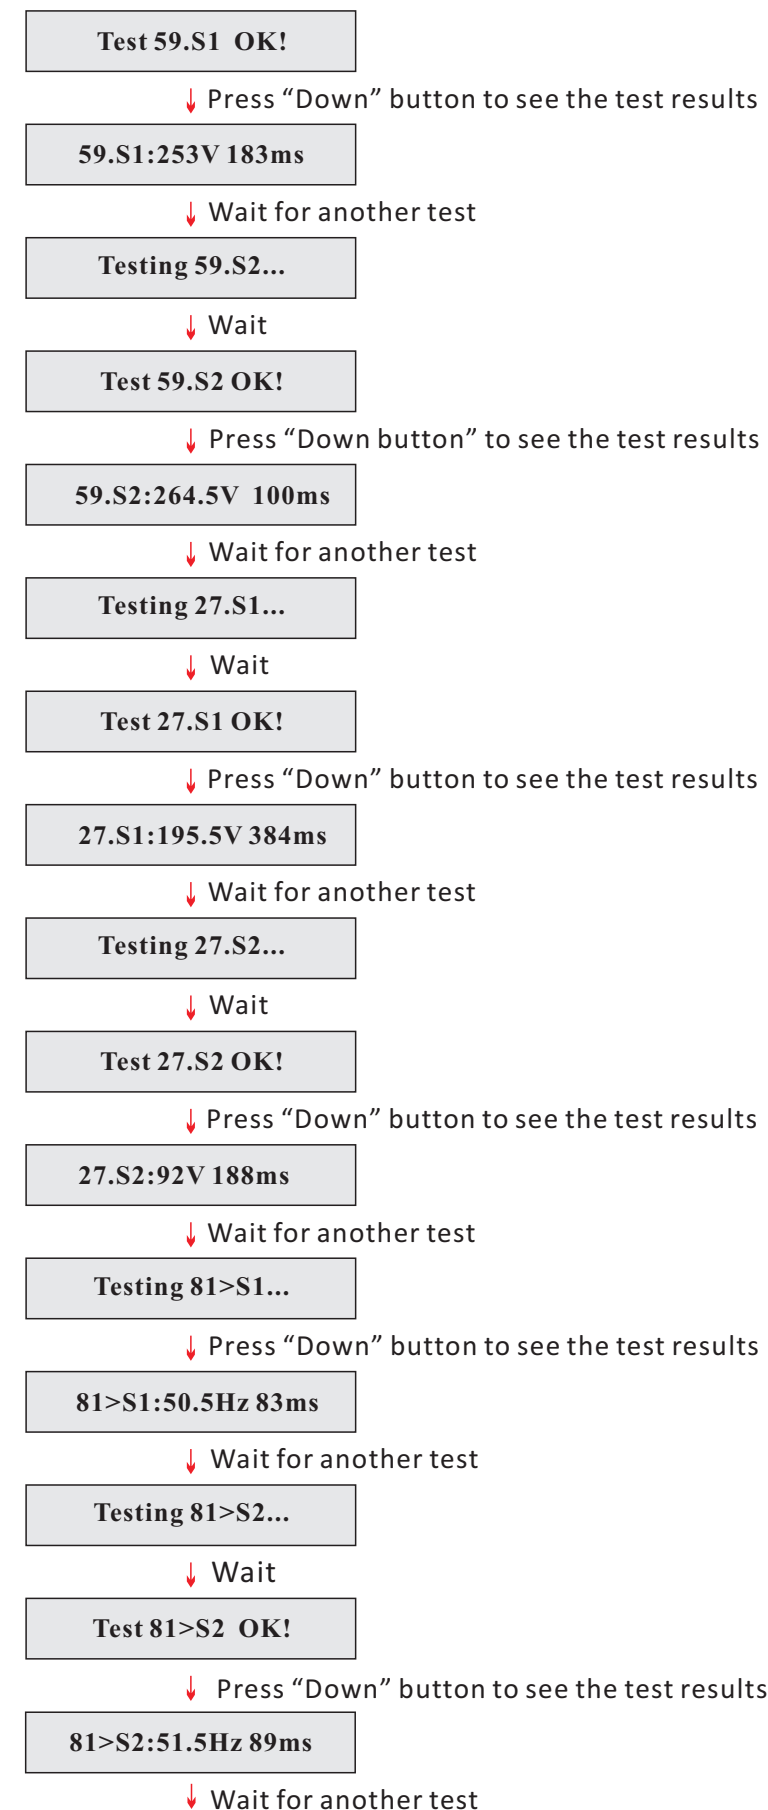 Test 59.S1 OK!
Press “Down” button to see the test results
59.S1:253V 183ms
Wait for another test
Testing 59.S2...
Wait
Test 59.S2 OK!
Press “Down button” to see the test results
59.S2:264.5V 100ms
Wait for another test
Testing 27.S1...
Wait
Test 27.S1 OK!
Press “Down” button to see the test results
27.S1:195.5V 384ms
Wait for another test
Testing 27.S2...
Wait
Test 27.S2 OK!
Press “Down” button to see the test results
27.S2:92V 188ms
Wait for another test
Testing 81>S1...
Press “Down” button to see the test results
81>S1:50.5Hz 83ms
Wait for another test
Testing 81>S2...
Wait
Test 81>S2 OK!
Press “Down” button to see the test results
81>S2:51.5Hz 89ms
Wait for another test